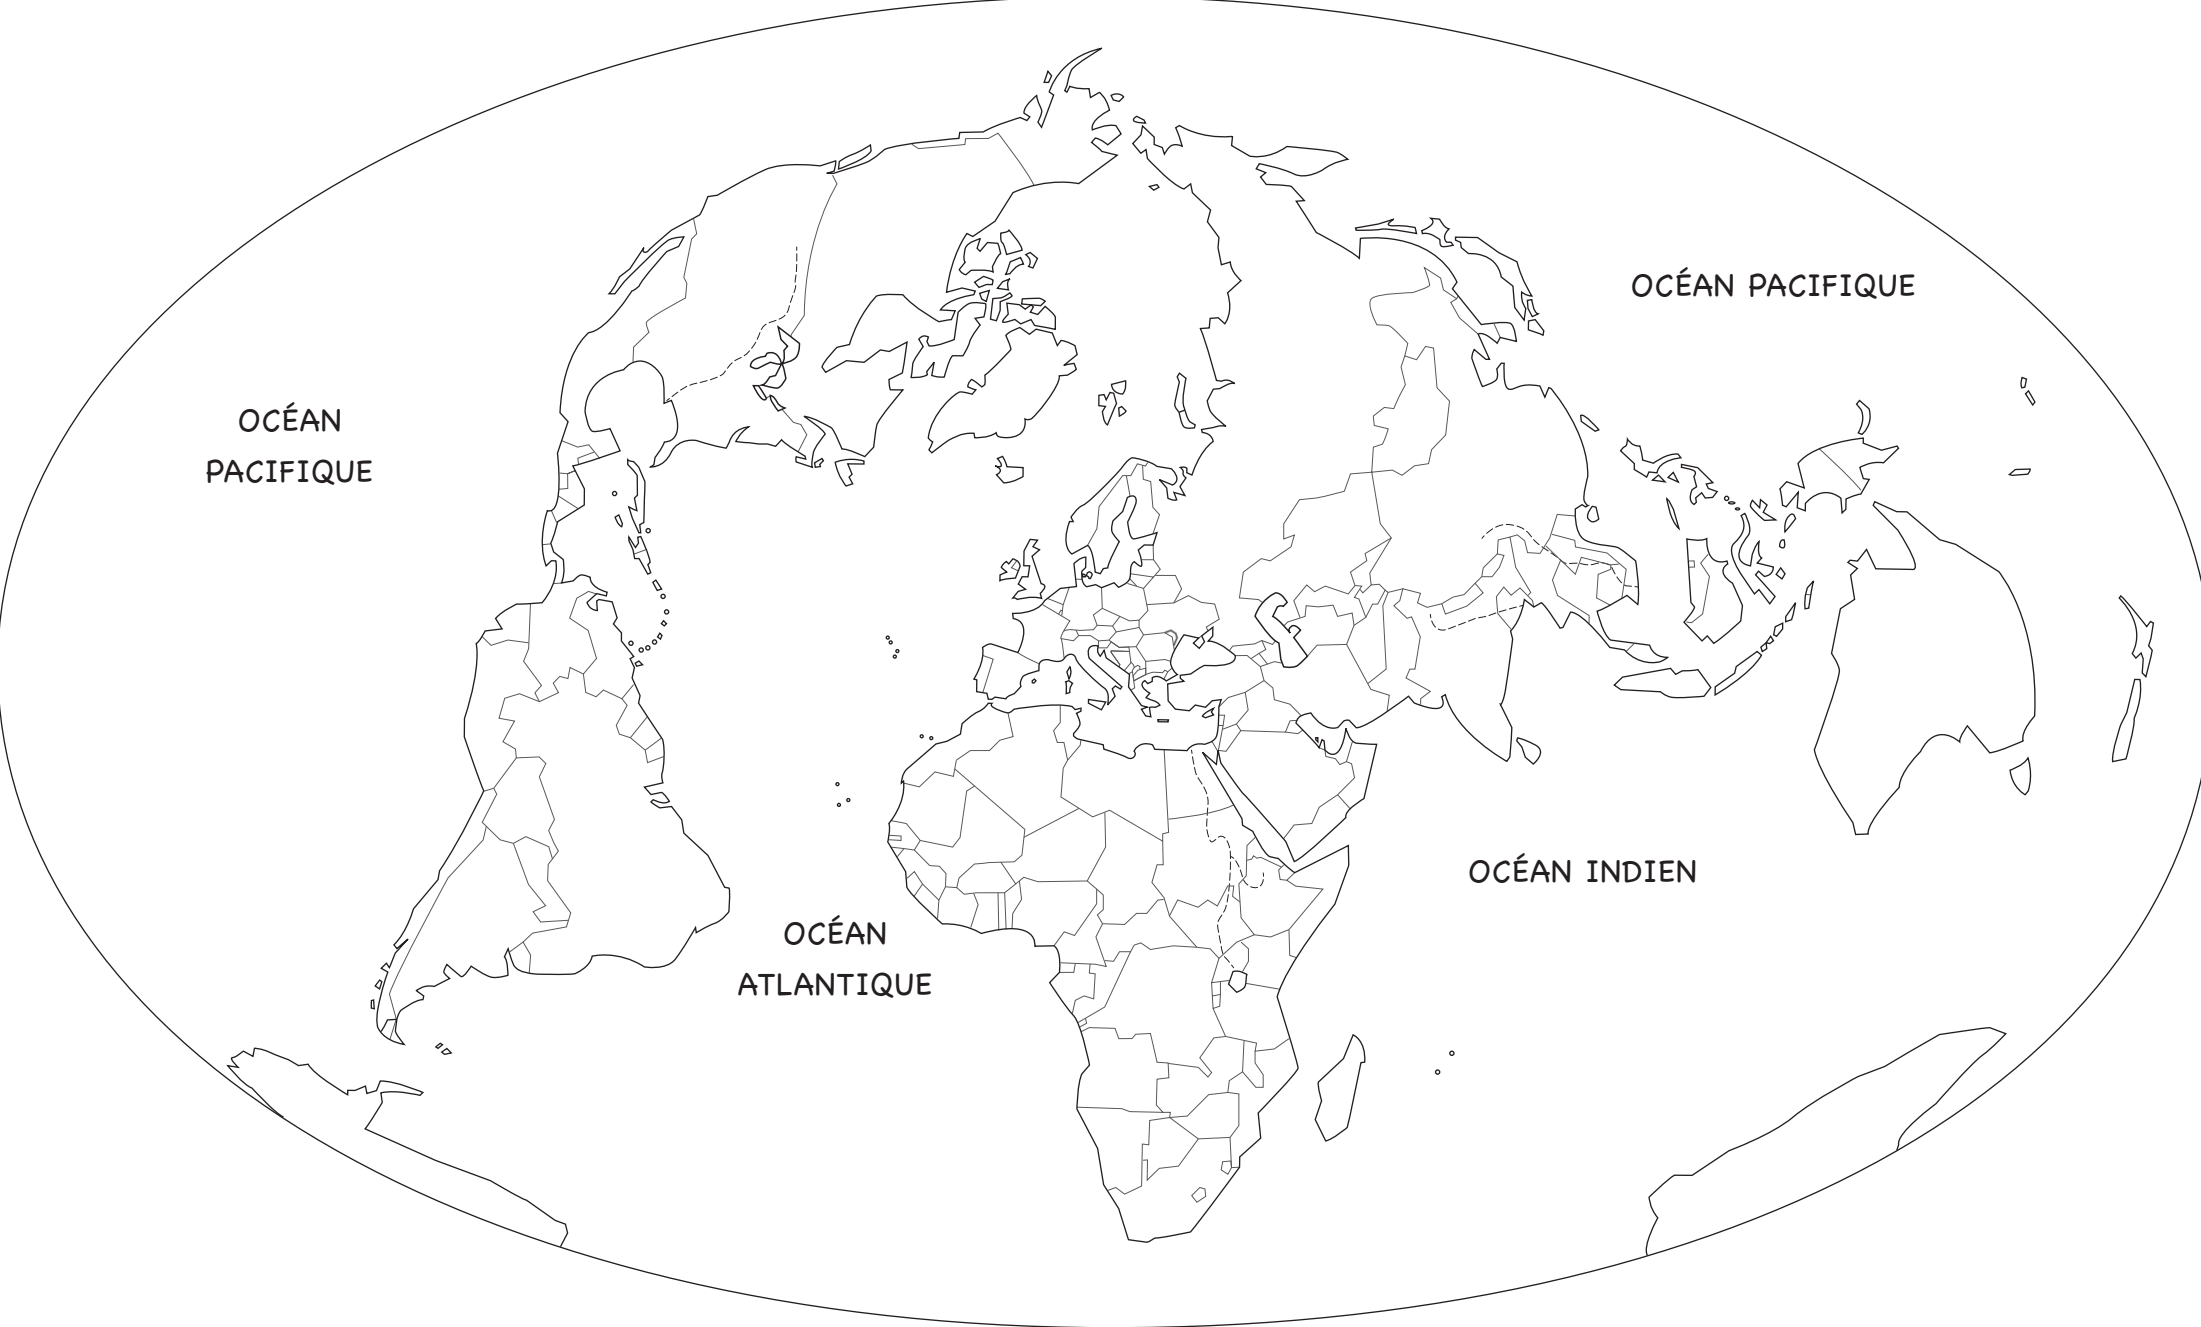 OCÉAN PACIFIQUE
OCÉAN
PACIFIQUE
OCÉAN INDIEN
OCÉAN
ATLANTIQUE